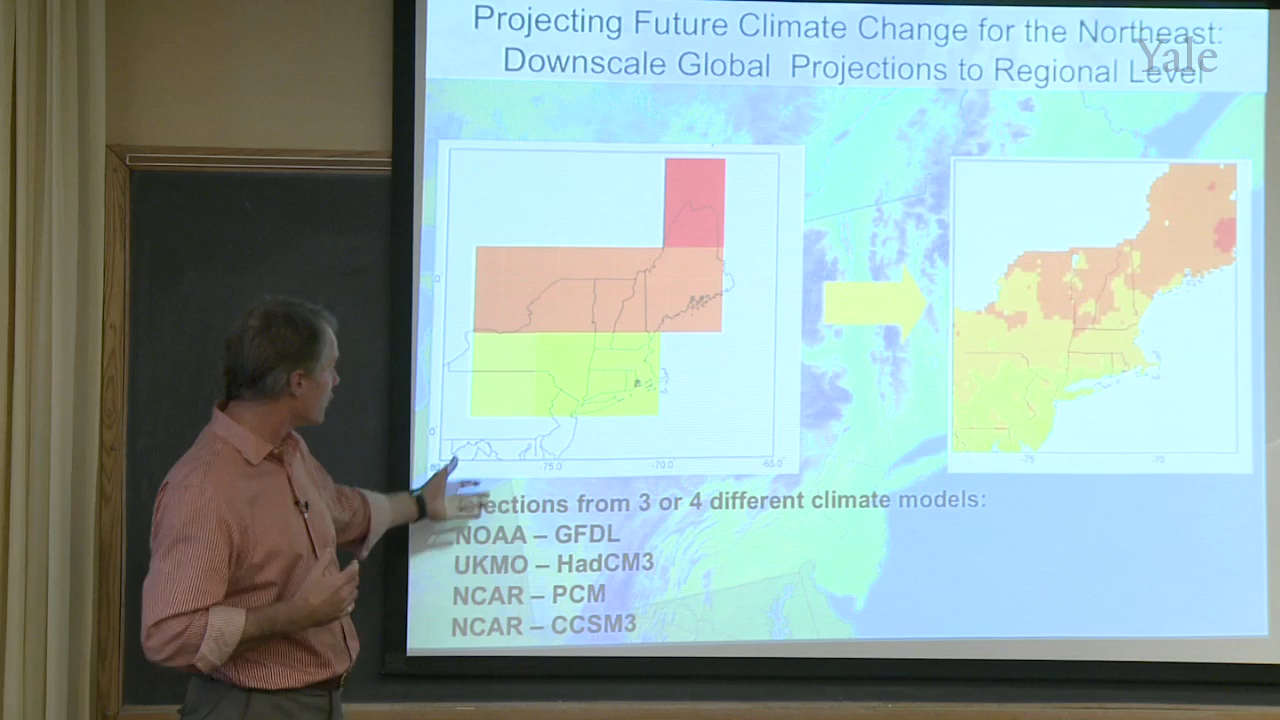 Projecting Future Climate Change for the Northeast:
Yale
Downscale Global Projections to Regional Level
-75.0
-70.0
-65.0
-75
-70
from 3 or 4 different climate models:
NOAA – GFDL
UKMO – HadCM3
NCAR – PCM
NCAR – CCSM3